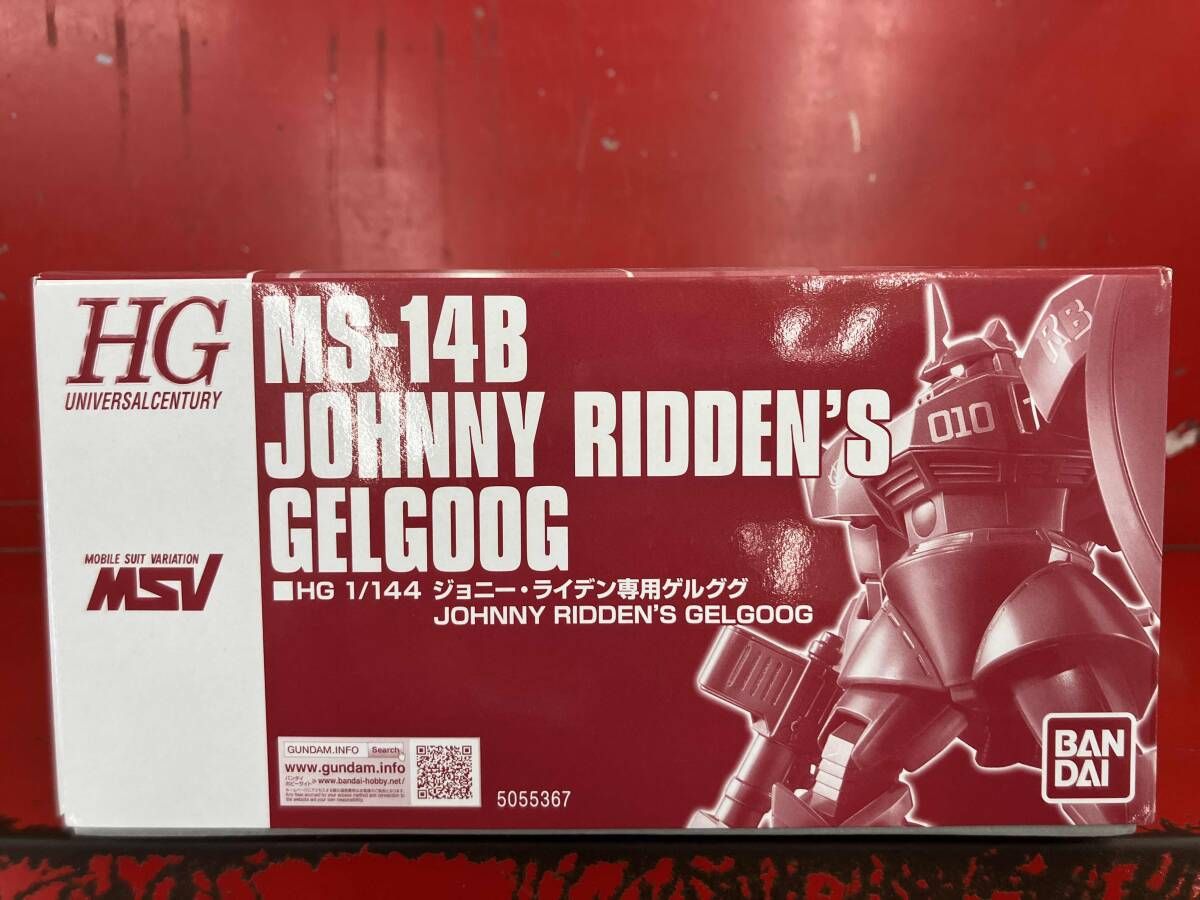 HG
UNIVERSALCENTURY
MOBILE SUIT VARIATION
MSV
MS-14B
JOHNNY RIDDEN'S
GELGOOG
■HG 1/144 ジョニー・ライデン専用ゲルググ
JOHNNY RIDDEN'S GELGOOG
RB
010
GUNDAM.INFO Search
www.gundam.info
www.bandai-hobby.net/
5055367
BAN
DAI